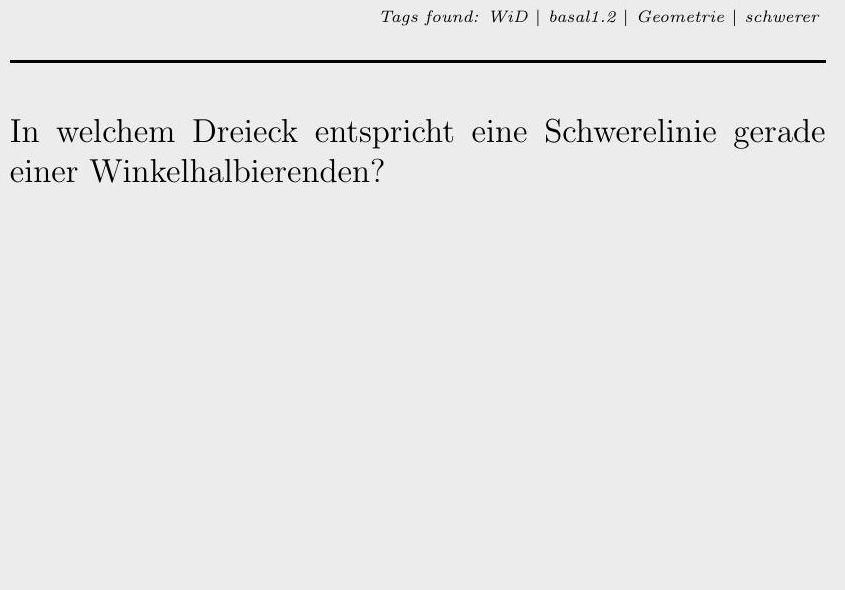 Tags found: WiD | basal1.2 | Geometrie | schwerer
In welchem Dreieck entspricht eine Schwerelinie gerade
einer Winkelhalbierenden?